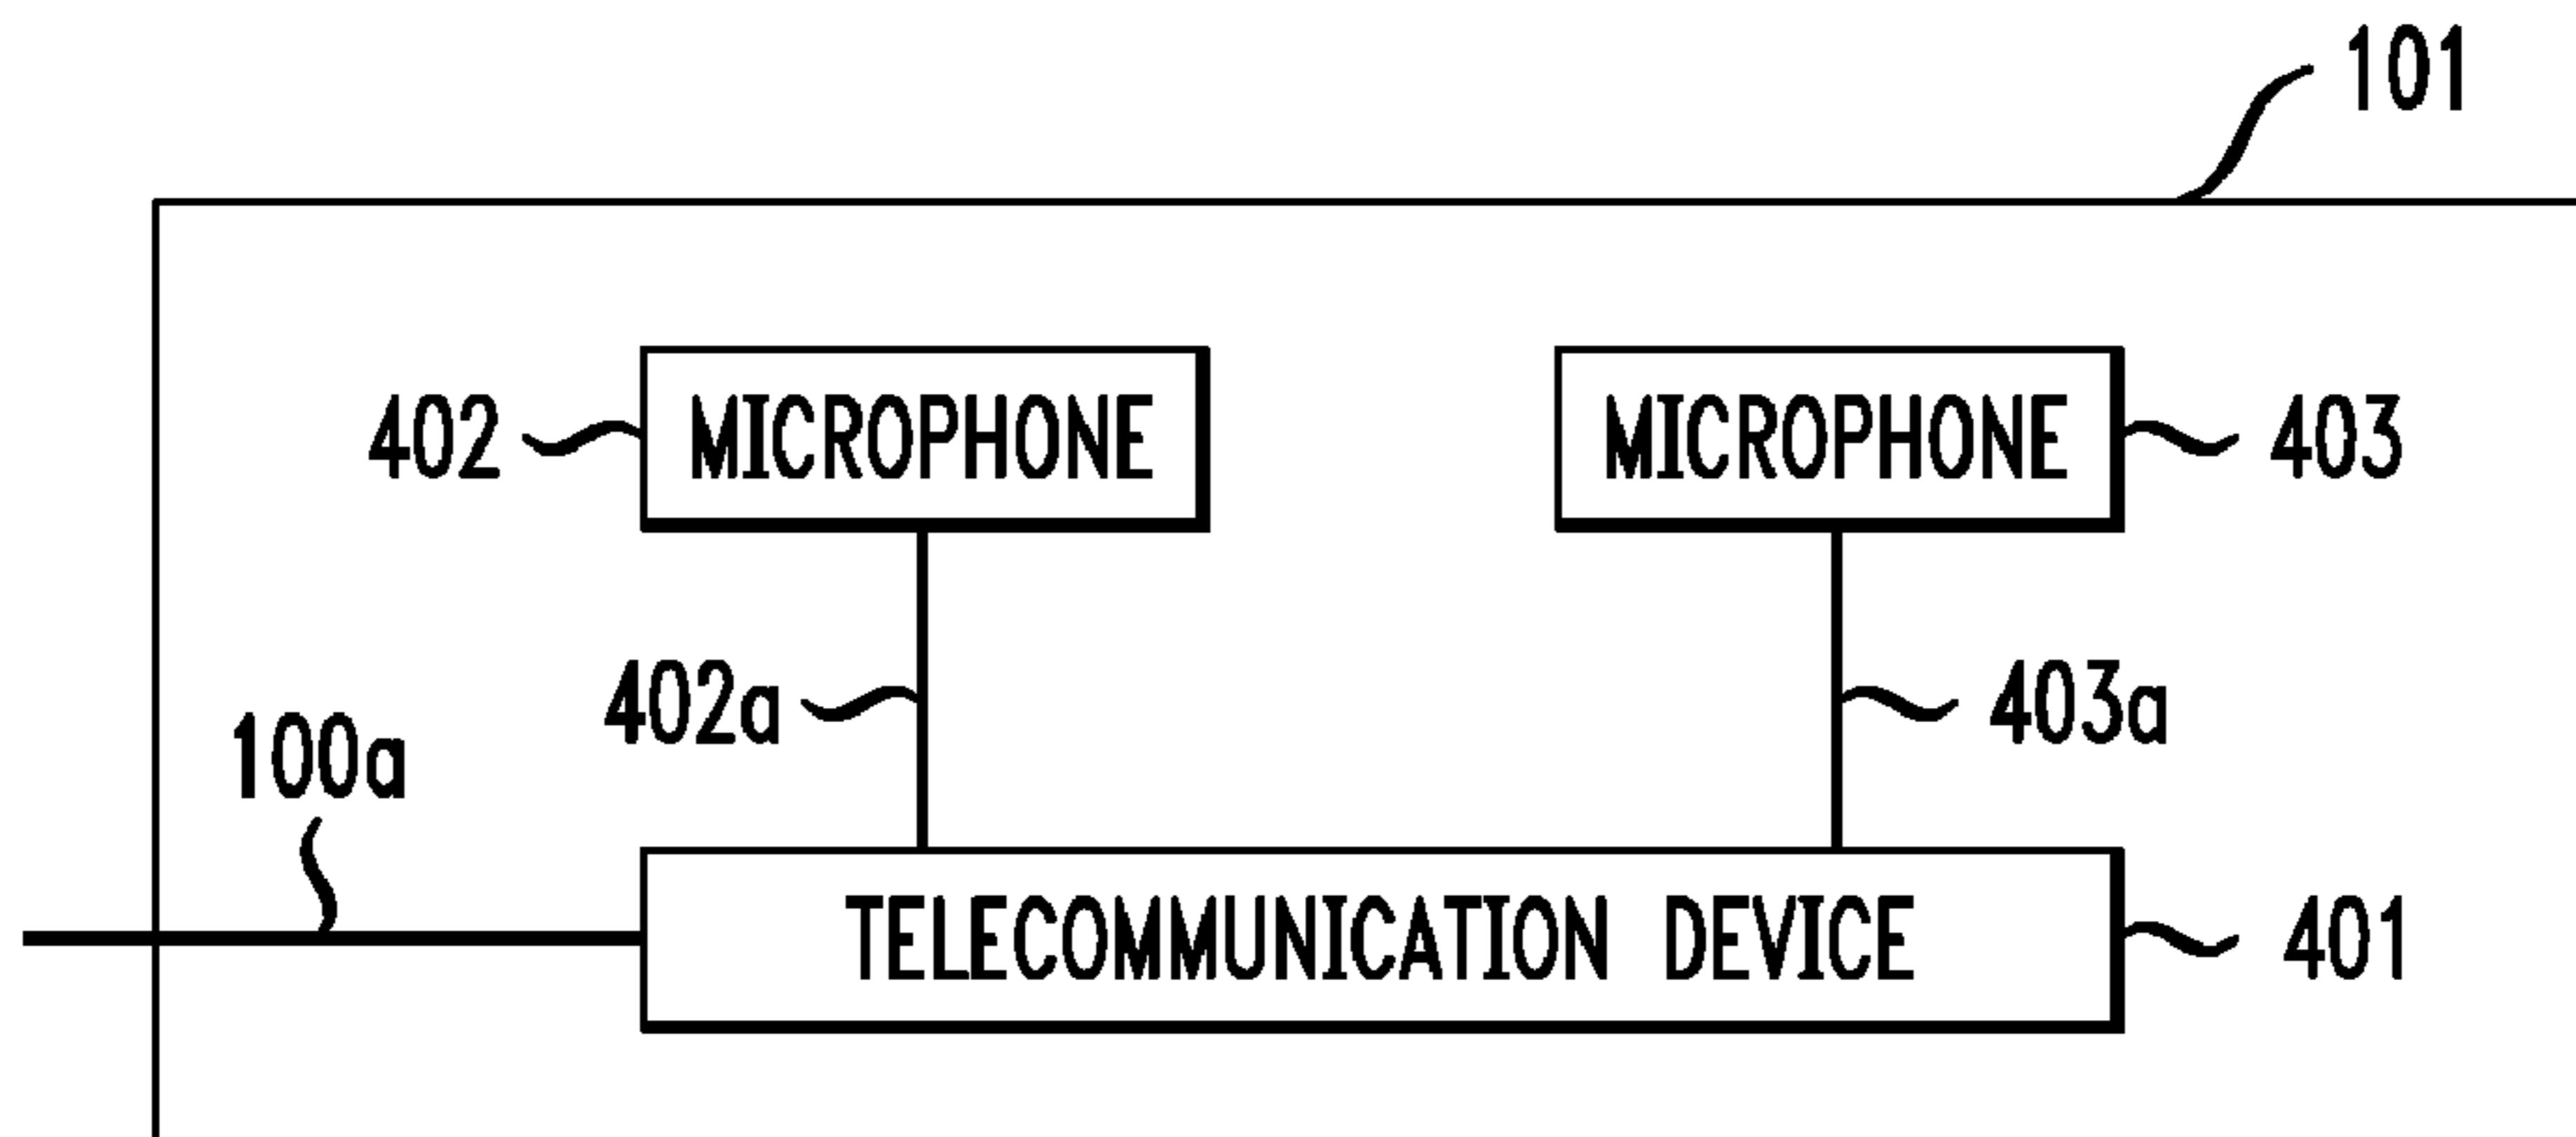 101
402 MICROPHONE MICROPHONE 403
402a 403a
100a
TELECOMMUNICATION DEVICE 401